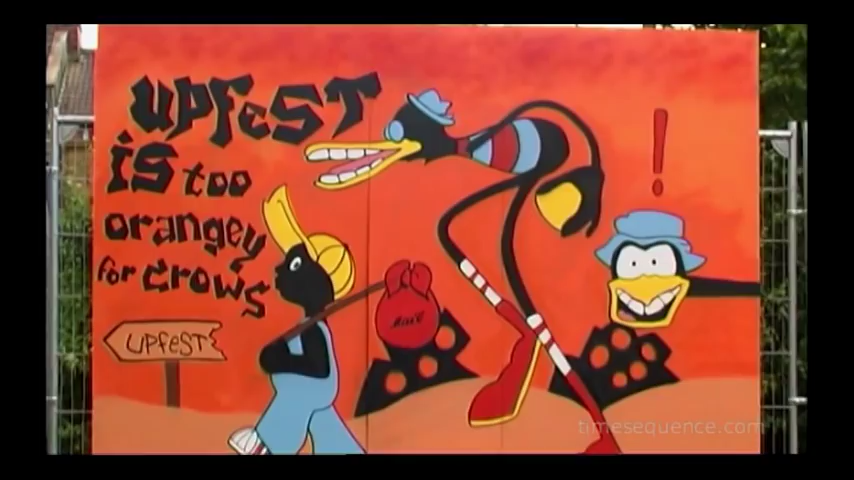 UPFEST
is too
orangey
for crows
UPFEST
!
timesequence.com